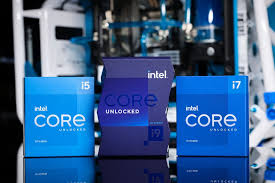 i5
intel
CORE
UNLOCKED
intel
CORE
UNLOCKED
i9
i7
intel
CORE
UNLOCKED